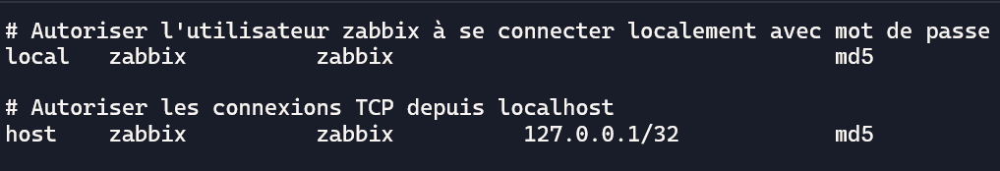 # Autoriser l'utilisateur zabbix à se connecter localement avec mot de passe
local   zabbix          zabbix                                  md5
# Autoriser les connexions TCP depuis localhost
host    zabbix          zabbix          127.0.0.1/32            md5